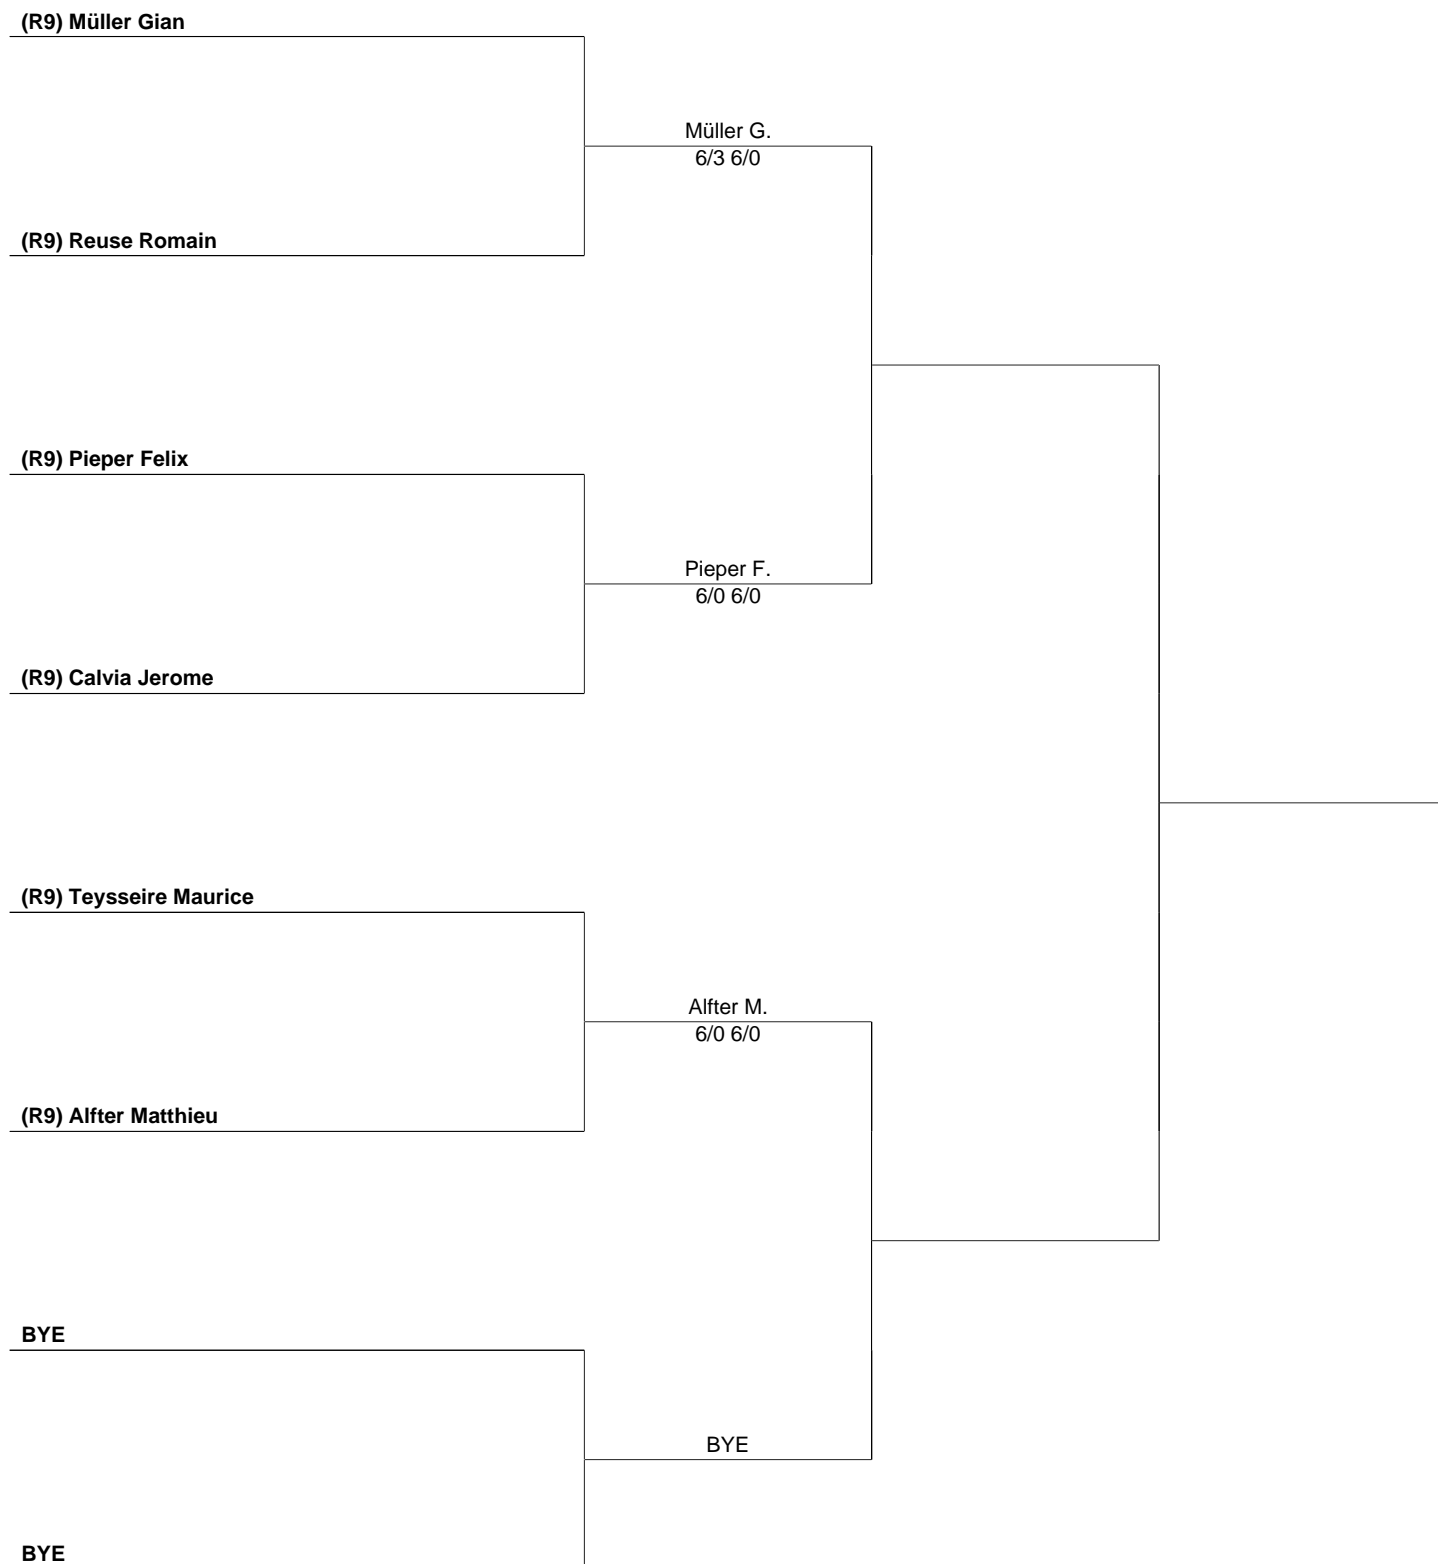 (R9) Müller Gian
Müller G.
6/3 6/0
(R9) Reuse Romain
(R9) Pieper Felix
Pieper F.
6/0 6/0
(R9) Calvia Jerome
(R9) Teysseire Maurice
Alfter M.
6/0 6/0
(R9) Alfter Matthieu
BYE
BYE
BYE